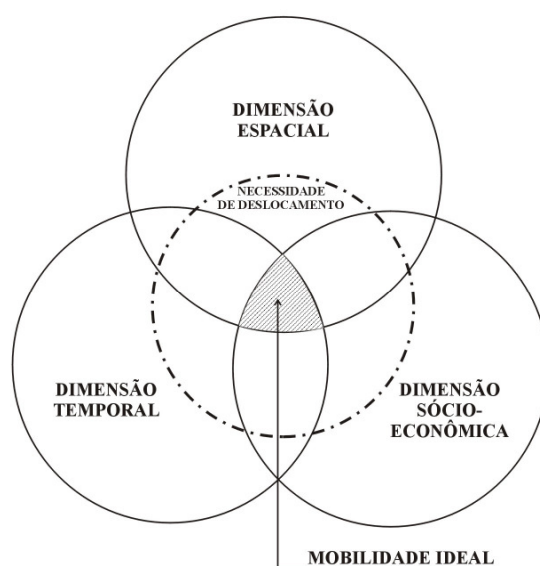 DIMENSÃO
ESPACIAL
NECESSIDADE
DE DESLOCAMENTO
DIMENSÃO
TEMPORAL
DIMENSÃO
SÓCIO-
ECONÔMICA
MOBILIDADE IDEAL